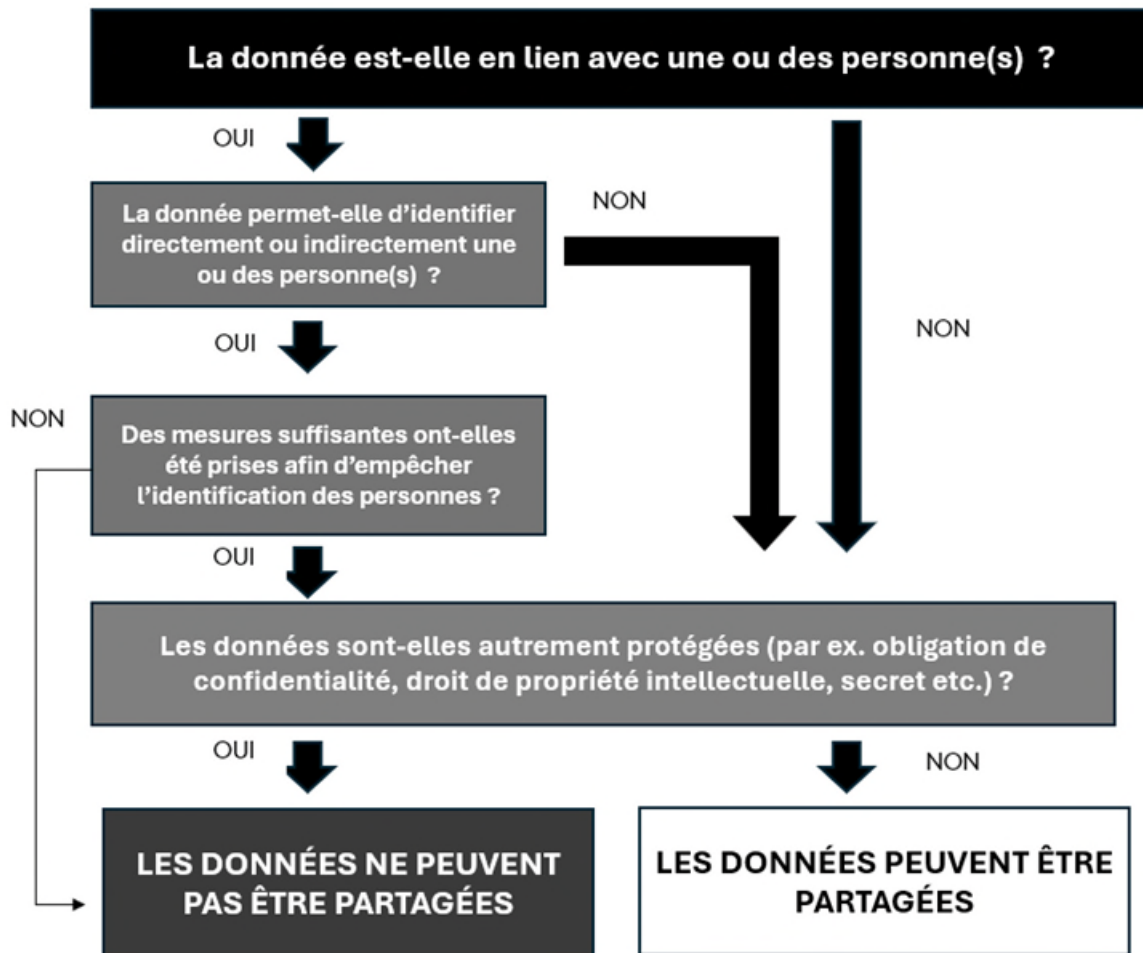 La donnée est-elle en lien avec une ou des personne(s) ?
OUI
La donnée permet-elle d'identifier
directement ou indirectement une
ou des personne(s) ?
NON
OUI
NON
NON
Des mesures suffisantes ont-elles
été prises afin d'empêcher
l'identification des personnes ?
OUI
Les données sont-elles autrement protégées (par ex. obligation de
confidentialité, droit de propriété intellectuelle, secret etc.) ?
OUI
NON
LES DONNÉES NE PEUVENT
PAS ÊTRE PARTAGÉES
LES DONNÉES PEUVENT ÊTRE
PARTAGÉES